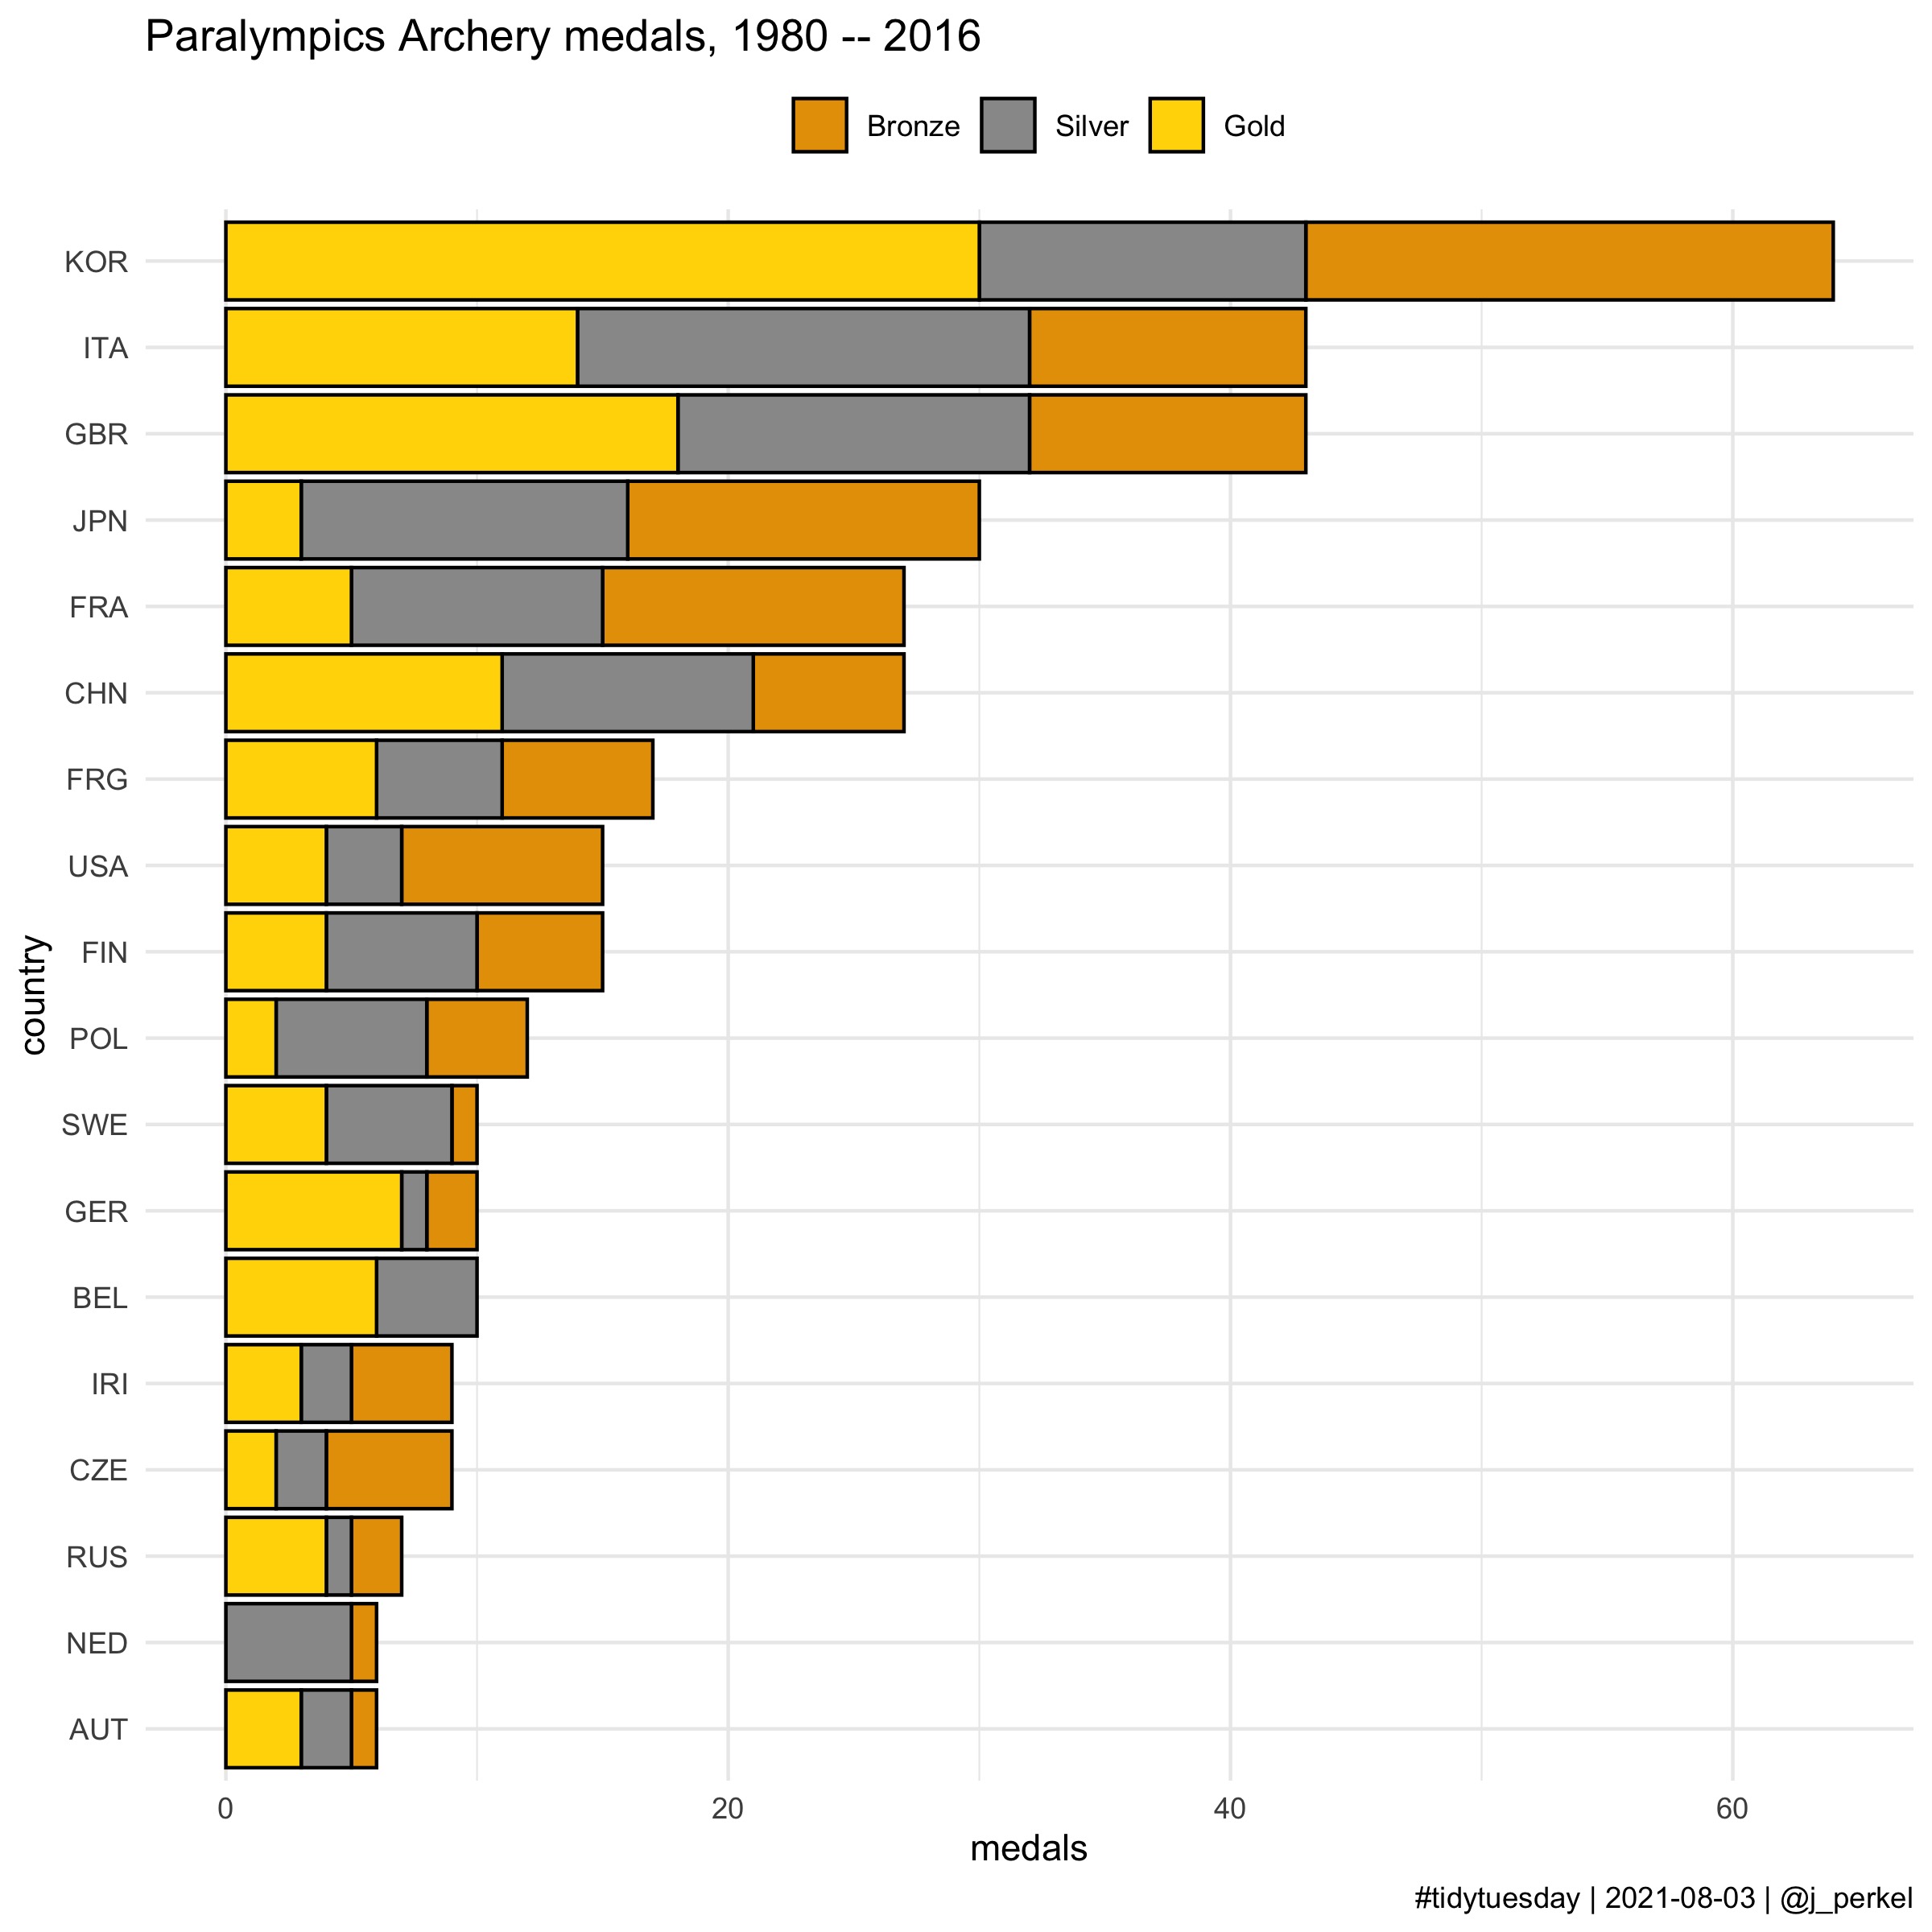 Paralympics Archery medals, 1980 -- 2016
Bronze Silver Gold
KOR
ITA
GBR
JPN
FRA
CHN
FRG
USA
FIN
POL
SWE
GER
BEL
IRI
CZE
RUS
NED
AUT
country
0 20 40 60
medals
#tidytuesday | 2021-08-03 | @j_perkel